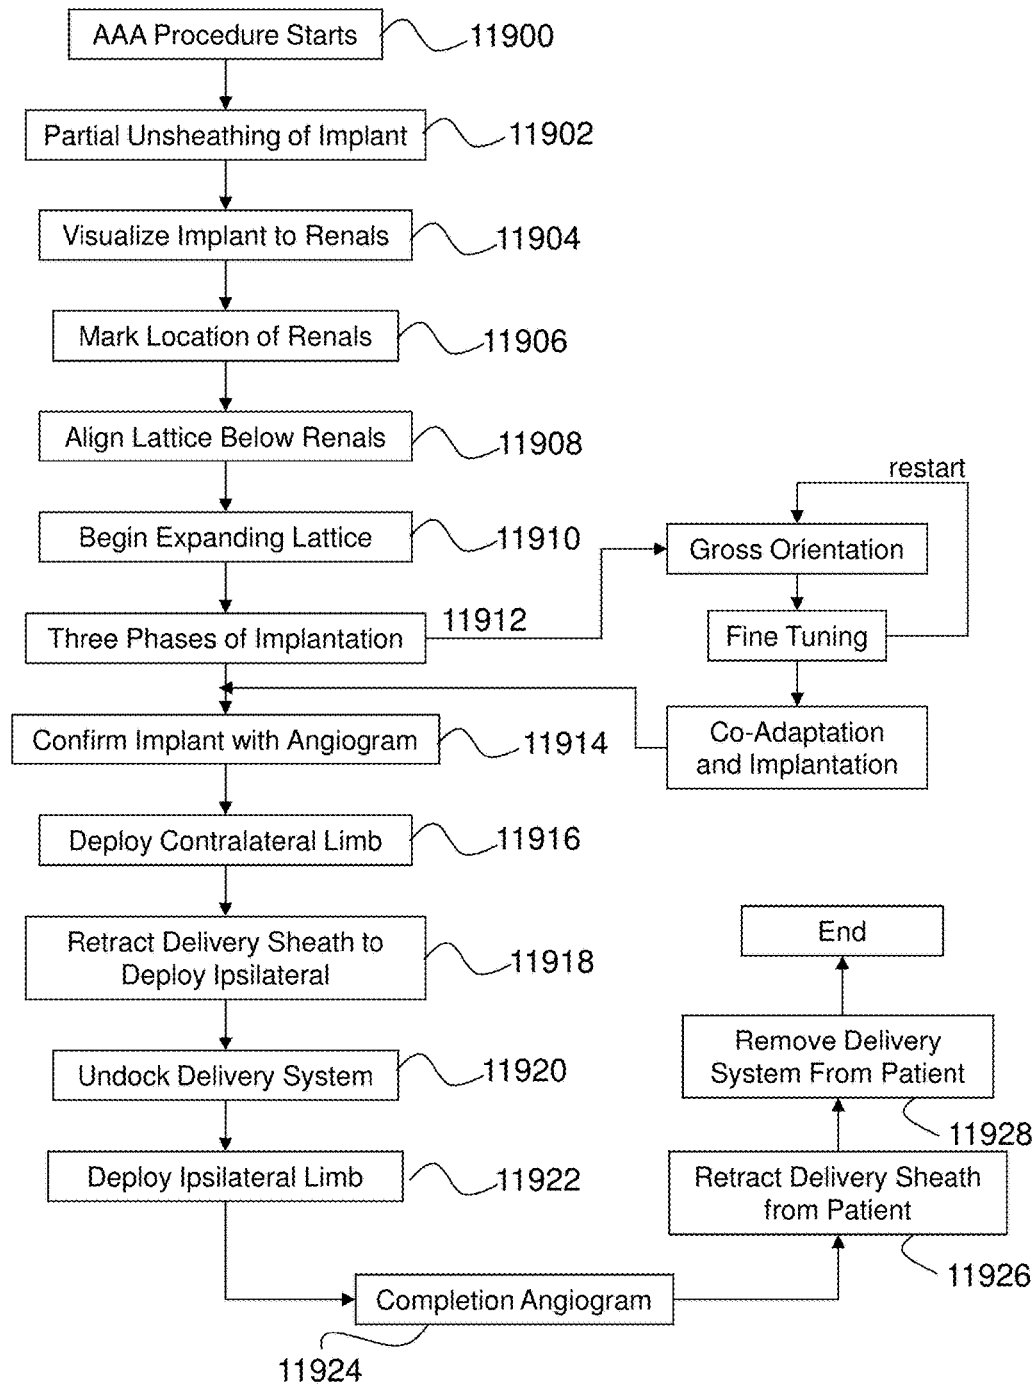 AAA Procedure Starts
11900
Partial Unsheathing of Implant
11902
Visualize Implant to Renals
11904
Mark Location of Renals
11906
Align Lattice Below Renals
11908
Begin Expanding Lattice
11910
Three Phases of Implantation
11912
restart
Gross Orientation
Fine Tuning
Co-Adaptation
and Implantation
Confirm Implant with Angiogram
11914
Deploy Contralateral Limb
11916
Retract Delivery Sheath to
Deploy Ipsilateral
11918
Undock Delivery System
11920
Deploy Ipsilateral Limb
11922
Completion Angiogram
11924
Retract Delivery Sheath
from Patient
11926
Remove Delivery
System From Patient
11928
End